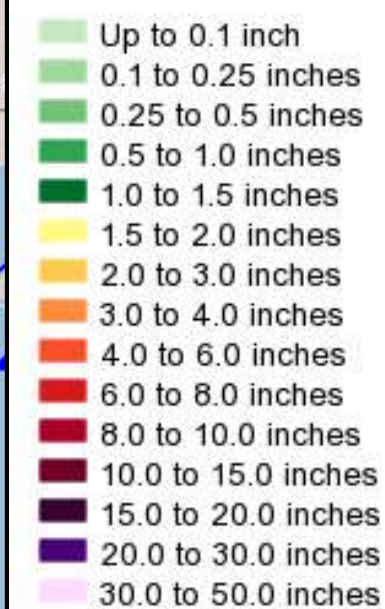 Up to 0.1 inch
0.1 to 0.25 inches
0.25 to 0.5 inches
0.5 to 1.0 inches
1.0 to 1.5 inches
1.5 to 2.0 inches
2.0 to 3.0 inches
3.0 to 4.0 inches
4.0 to 6.0 inches
6.0 to 8.0 inches
8.0 to 10.0 inches
10.0 to 15.0 inches
15.0 to 20.0 inches
20.0 to 30.0 inches
30.0 to 50.0 inches